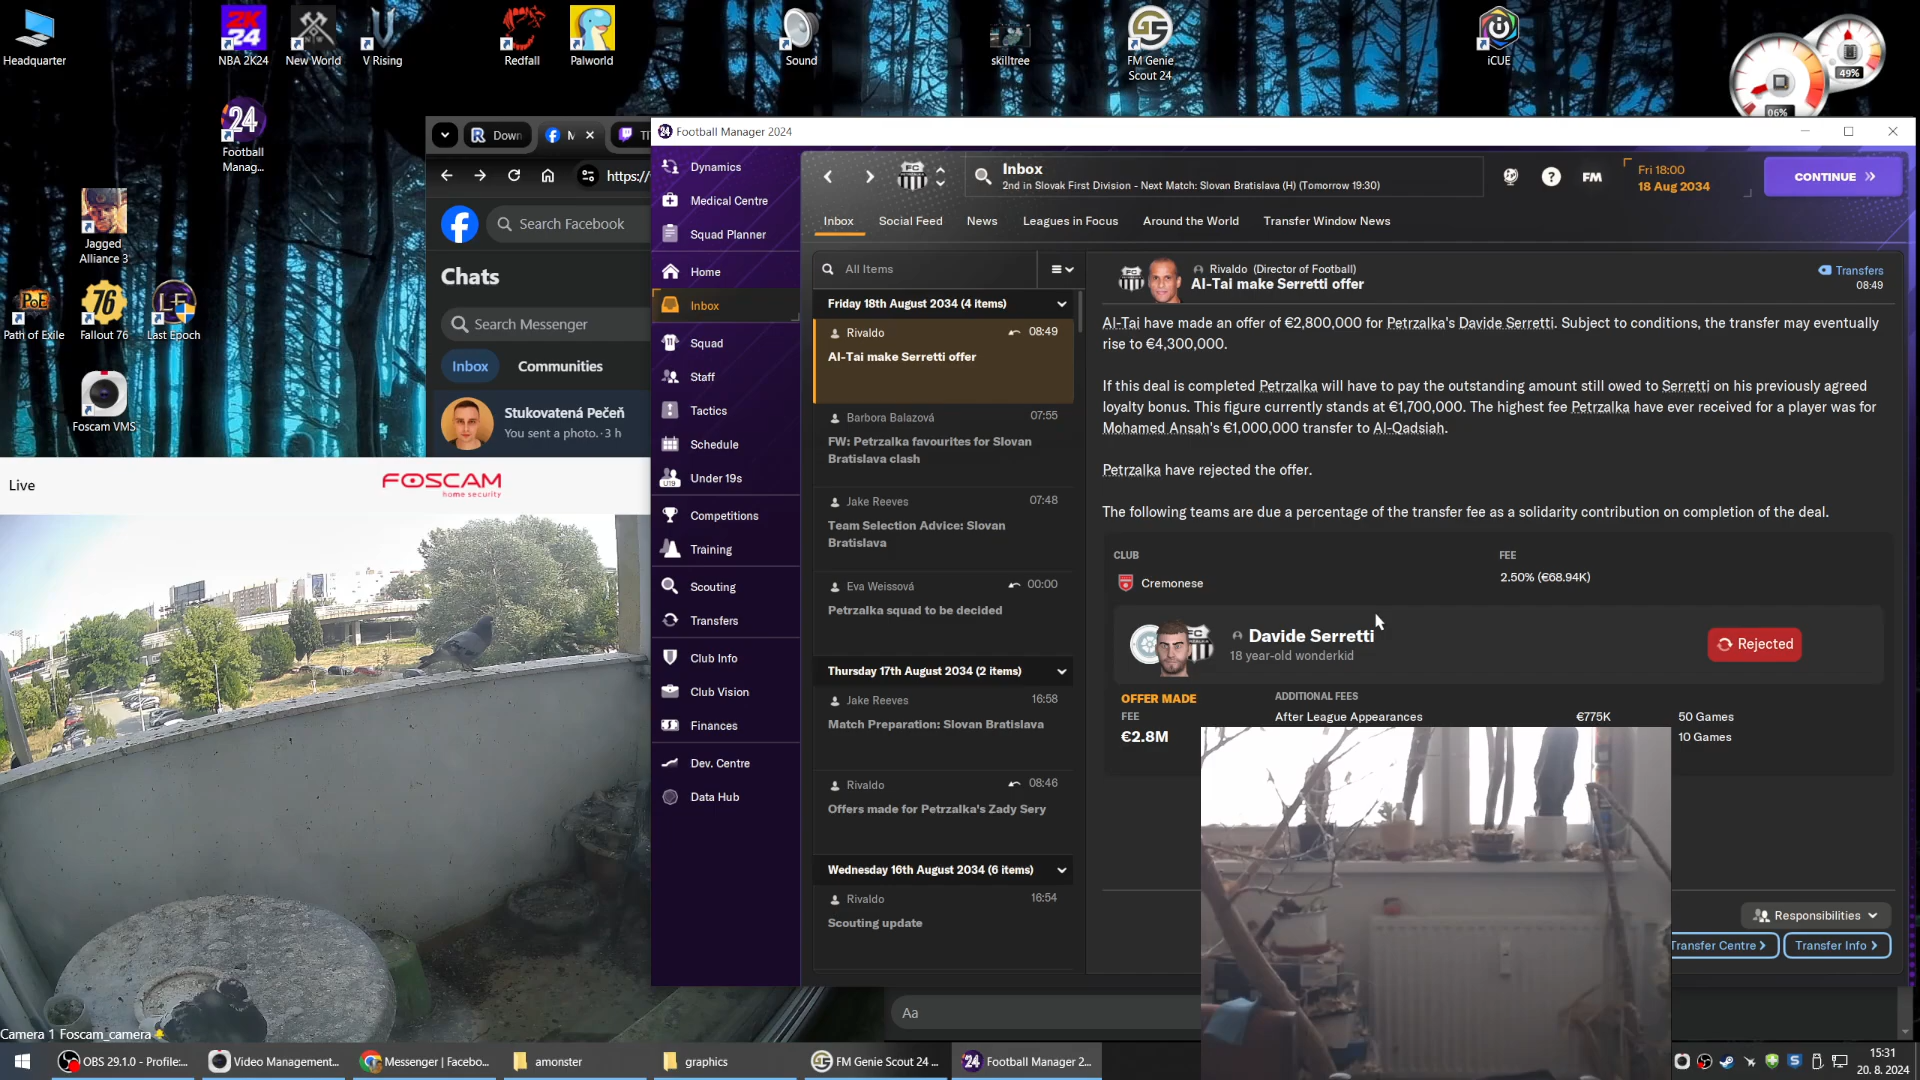 Headquarter
NBA 2K24
New World
V Rising
Redfall
Palworld
Sound
skilltree
FM Genie
Scout 24
iCUE
49%
06%
24
Football
Manag...
Jagged
Alliance 3
Path of Exile
Fallout 76
Last Epoch
Foscam VMS
Down
https://
Search Facebook
Chats
Search Messenger
Inbox
Communities
Stukovatená Pečeň
You sent a photo. · 3 h
Live
FOSCAM
home security
Camera 1 Foscam_camera
Football Manager 2024
Dynamics
Medical Centre
Squad Planner
Home
Inbox
Squad
Staff
Tactics
Schedule
Under 19s
Competitions
Training
Scouting
Transfers
Club Info
Club Vision
Finances
Dev. Centre
Data Hub
Inbox
2nd in Slovak First Division - Next Match: Slovan Bratislava (H) (Tomorrow 19:30)
FM
Fri 18:00
18 Aug 2034
CONTINUE
Inbox
Social Feed
News
Leagues in Focus
Around the World
Transfer Window News
All Items
Friday 18th August 2034 (4 items)
Rivaldo 08:49
Al-Tai make Serretti offer
Barbora Balazová 07:55
FW: Petrzalka favourites for Slovan
Bratislava clash
Jake Reeves 07:48
Team Selection Advice: Slovan
Bratislava
Eva Weissová 00:00
Petrzalka squad to be decided
Thursday 17th August 2034 (2 items)
Jake Reeves 16:58
Match Preparation: Slovan Bratislava
Rivaldo 08:46
Offers made for Petrzalka's Zady Sery
Wednesday 16th August 2034 (6 items)
Rivaldo 16:54
Scouting update
Rivaldo (Director of Football)
Al-Tai make Serretti offer
Transfers
08:49
Al-Tai have made an offer of €2,800,000 for Petrzalka's Davide Serretti. Subject to conditions, the transfer may eventually
rise to €4,300,000.
If this deal is completed Petrzalka will have to pay the outstanding amount still owed to Serretti on his previously agreed
loyalty bonus. This figure currently stands at €1,700,000. The highest fee Petrzalka have ever received for a player was for
Mohamed Ansah's €1,000,000 transfer to Al-Qadsiah.
Petrzalka have rejected the offer.
The following teams are due a percentage of the transfer fee as a solidarity contribution on completion of the deal.
CLUB FEE
Cremonese 2.50% (€68.94K)
Davide Serretti
18 year-old wonderkid
Rejected
OFFER MADE
ADDITIONAL FEES
FEE
After League Appearances €775K 50 Games
€2.8M
10 Games
Responsibilities
Transfer Centre
Transfer Info
Aa
OBS 29.1.0 - Profile:...
Video Management...
Messenger | Facebo...
amonster
graphics
FM Genie Scout 24 ...
Football Manager 2...
15:31
20. 8. 2024